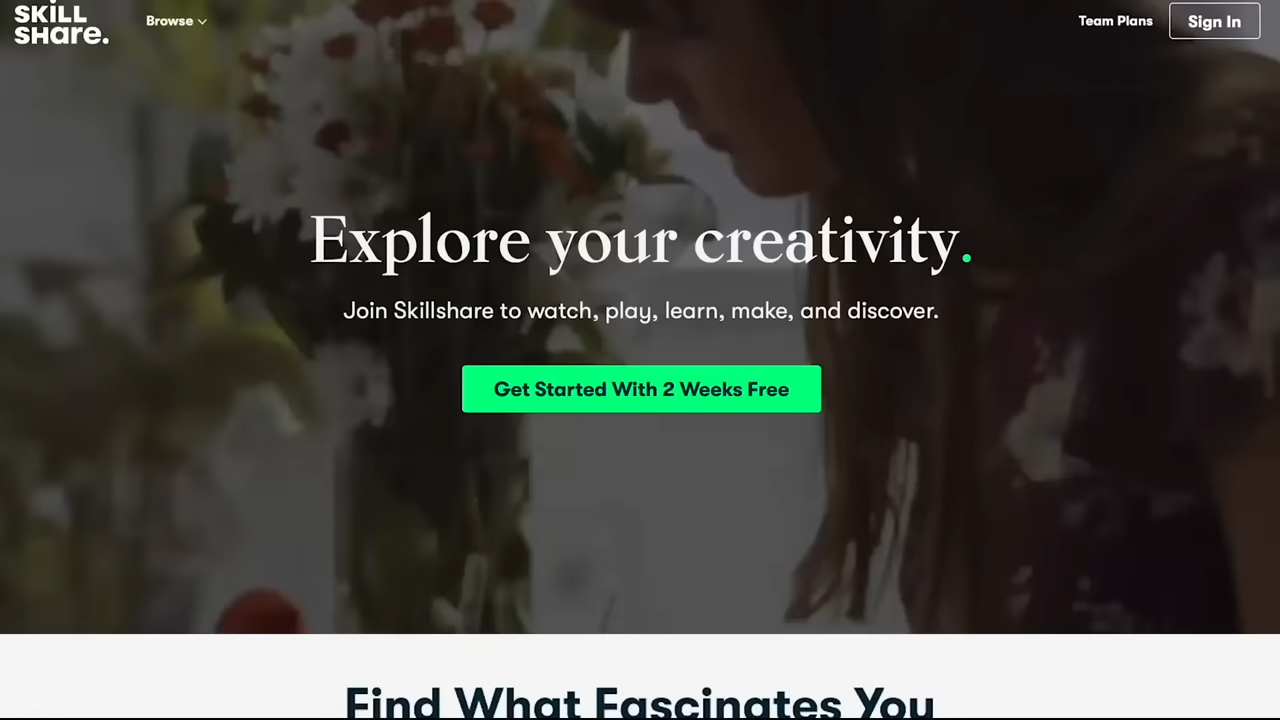 SKiLL
SHare.
Browse
Team Plans
Sign In
Explore your creativity.
Join Skillshare to watch, play, learn, make, and discover.
Get Started With 2 Weeks Free
Find What Fascinates You